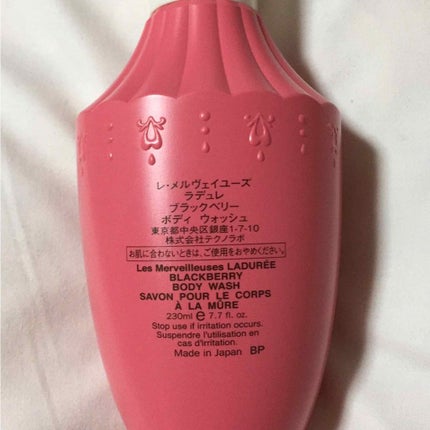 レ・メルヴェイユーズ
ラデュレ
ブラックベリー
ボディ ウォッシュ
東京都中央区銀座1-7-10
株式会社テクノラボ
お肌に合わないときは、ご使用をおやめください。
Les Merveilleuses LADURÉE
BLACKBERRY
BODY WASH
SAVON POUR LE CORPS
À LA MÛRE
230ml e 7.7 fl. oz.
Stop use if irritation occurs.
Suspendre l'utilisation en
cas d'irritation.
Made in Japan BP